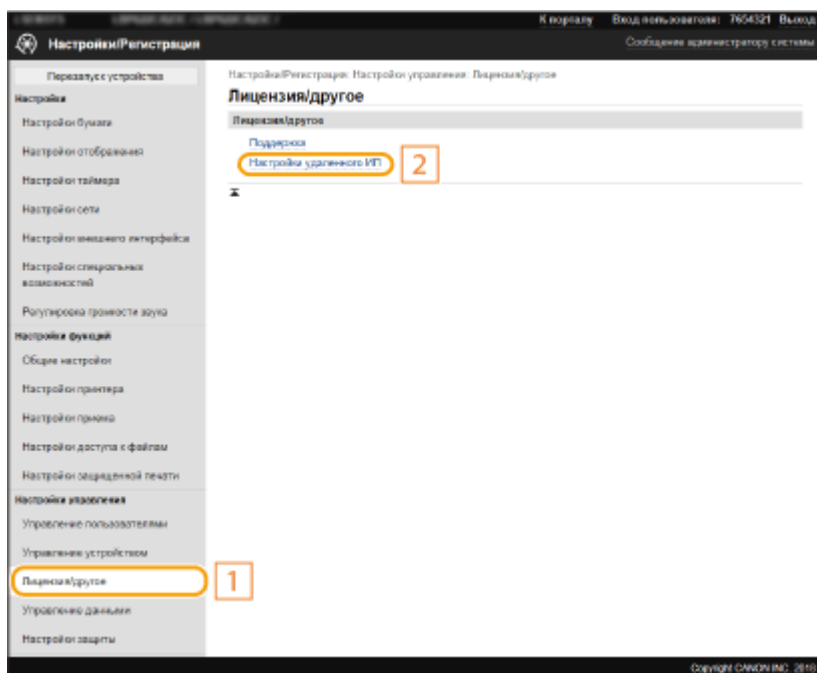 К порталу Вход пользователя: 7654321 Выход
Настройки/Регистрация
Сообщение администратору системы
Перезапуск устройства
Настройки
Настройки бумаги
Настройки отображения
Настройки таймера
Настройки сети
Настройки внешнего интерфейса
Настройки специальных
возможностей
Регулировка громкости звука
Настройки функций
Общие настройки
Настройки принтера
Настройки приема
Настройки доступа к файлам
Настройки защищенной печати
Настройки управления
Управление пользователями
Управление устройством
Лицензия/другое
1
Управление данными
Настройки защиты
Настройки/Регистрация: Настройки управления: Лицензия/другое
Лицензия/другое
Лицензия/другое
Поддержка
Настройки удаленного ИП
2
Copyright CANON INC. 2018